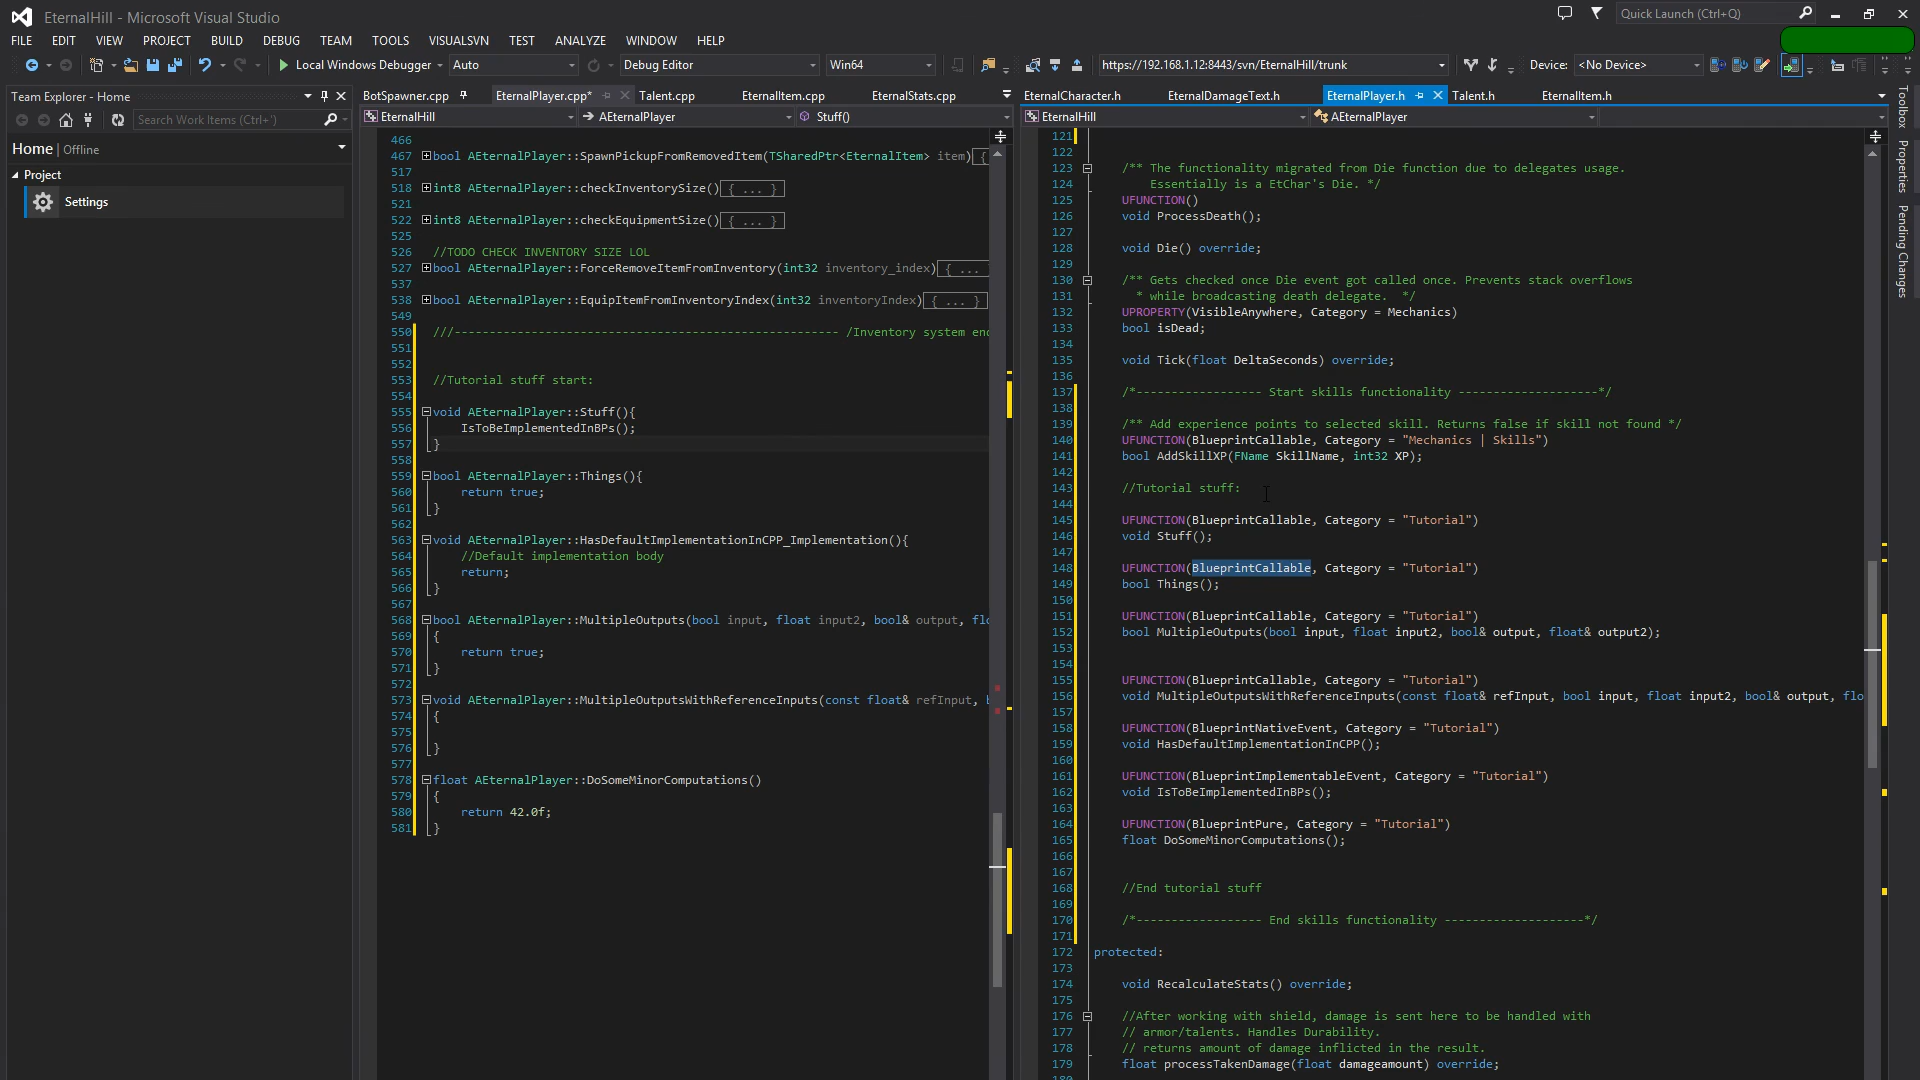 EternalHill - Microsoft Visual Studio
Quick Launch (Ctrl+Q)
FILE EDIT VIEW PROJECT BUILD DEBUG TEAM TOOLS VISUALSVN TEST ANALYZE WINDOW HELP
Local Windows Debugger Auto Debug Editor Win64 https://192.168.1.12:8443/svn/EternalHill/trunk Device: <No Device>
Team Explorer - Home
Search Work Items (Ctrl+')
Home | Offline
Project
Settings
BotSpawner.cpp EternalPlayer.cpp* Talent.cpp EternalItem.cpp EternalStats.cpp
EternalHill AEternalPlayer Stuff()
466
467 bool AEternalPlayer::SpawnPickupFromRemovedItem(TSharedPtr<EternalItem> item){
517
518 int8 AEternalPlayer::checkInventorySize(){ ... }
521
522 int8 AEternalPlayer::checkEquipmentSize(){ ... }
525
526 //TODO CHECK INVENTORY SIZE LOL
527 bool AEternalPlayer::ForceRemoveItemFromInventory(int32 inventory_index){ ...
537
538 bool AEternalPlayer::EquipItemFromInventoryIndex(int32 inventoryIndex){ ... }
549
550 ///------------------------------------------------------- /Inventory system end
551
552
553 //Tutorial stuff start:
554
555 void AEternalPlayer::Stuff(){
556 IsToBeImplementedInBPs();
557 }
558
559 bool AEternalPlayer::Things(){
560 return true;
561 }
562
563 void AEternalPlayer::HasDefaultImplementationInCPP_Implementation(){
564 //Default implementation body
565 return;
566 }
567
568 bool AEternalPlayer::MultipleOutputs(bool input, float input2, bool& output, flo
569 {
570 return true;
571 }
572
573 void AEternalPlayer::MultipleOutputsWithReferenceInputs(const float& refInput, b
574 {
575
576 }
577
578 float AEternalPlayer::DoSomeMinorComputations()
579 {
580 return 42.0f;
581 }
EternalCharacter.h EternalDamageText.h EternalPlayer.h Talent.h EternalItem.h
EternalHill AEternalPlayer
121
122
123 /** The functionality migrated from Die function due to delegates usage.
124 Essentially is a EtChar's Die. */
125 UFUNCTION()
126 void ProcessDeath();
127
128 void Die() override;
129
130 /** Gets checked once Die event got called once. Prevents stack overflows
131 * while broadcasting death delegate. */
132 UPROPERTY(VisibleAnywhere, Category = Mechanics)
133 bool isDead;
134
135 void Tick(float DeltaSeconds) override;
136
137 /*------------------ Start skills functionality --------------------*/
138
139 /** Add experience points to selected skill. Returns false if skill not found */
140 UFUNCTION(BlueprintCallable, Category = "Mechanics | Skills")
141 bool AddSkillXP(FName SkillName, int32 XP);
142
143 //Tutorial stuff:
144
145 UFUNCTION(BlueprintCallable, Category = "Tutorial")
146 void Stuff();
147
148 UFUNCTION(BlueprintCallable, Category = "Tutorial")
149 bool Things();
150
151 UFUNCTION(BlueprintCallable, Category = "Tutorial")
152 bool MultipleOutputs(bool input, float input2, bool& output, float& output2);
153
154
155 UFUNCTION(BlueprintCallable, Category = "Tutorial")
156 void MultipleOutputsWithReferenceInputs(const float& refInput, bool input, float input2, bool& output, flo
157
158 UFUNCTION(BlueprintNativeEvent, Category = "Tutorial")
159 void HasDefaultImplementationInCPP();
160
161 UFUNCTION(BlueprintImplementableEvent, Category = "Tutorial")
162 void IsToBeImplementedInBPs();
163
164 UFUNCTION(BlueprintPure, Category = "Tutorial")
165 float DoSomeMinorComputations();
166
167
168 //End tutorial stuff
169
170 /*------------------ End skills functionality --------------------*/
171
172 protected:
173
174 void RecalculateStats() override;
175
176 //After working with shield, damage is sent here to be handled with
177 // armor/talents. Handles Durability.
178 // returns amount of damage inflicted in the result.
179 float processTakenDamage(float damageamount) override;
Toolbox
Properties
Pending Changes